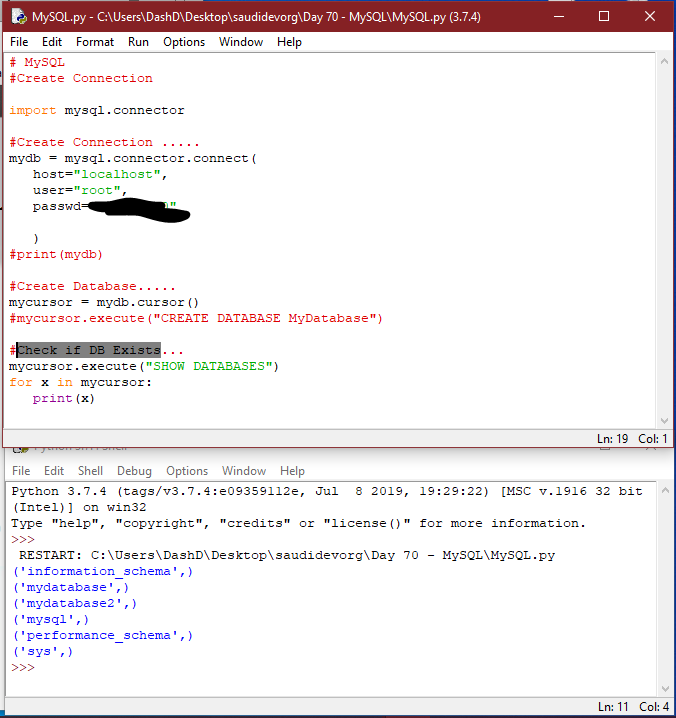 MySQL.py - C:\Users\DashD\Desktop\saudidevorg\Day 70 - MySQL\MySQL.py (3.7.4)
File Edit Format Run Options Window Help
# MySQL
#Create Connection
import mysql.connector
#Create Connection .....
mydb = mysql.connector.connect(
host="localhost",
user="root",
passwd=
)
#print(mydb)
#Create Database.....
mycursor = mydb.cursor()
#mycursor.execute("CREATE DATABASE MyDatabase")
#Check if DB Exists...
mycursor.execute("SHOW DATABASES")
for x in mycursor:
print(x)
Ln: 19 Col: 1
File Edit Shell Debug Options Window Help
Python 3.7.4 (tags/v3.7.4:e09359112e, Jul 8 2019, 19:29:22) [MSC v.1916 32 bit
(Intel)] on win32
Type "help", "copyright", "credits" or "license()" for more information.
>>>
RESTART: C:\Users\DashD\Desktop\saudidevorg\Day 70 - MySQL\MySQL.py
('information_schema',)
('mydatabase',)
('mydatabase2',)
('mysql',)
('performance_schema',)
('sys',)
>>>
Ln: 11 Col: 4